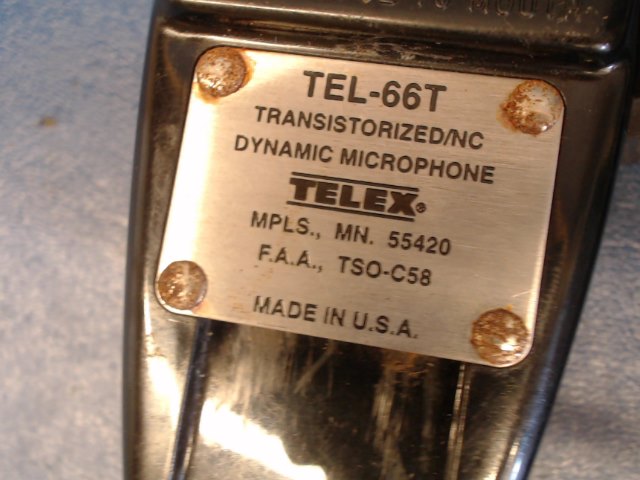 TEL-66T
TRANSISTORIZED/NC
DYNAMIC MICROPHONE
TELEX®
MPLS., MN. 55420
F.A.A., TSO-C58
MADE IN U.S.A.